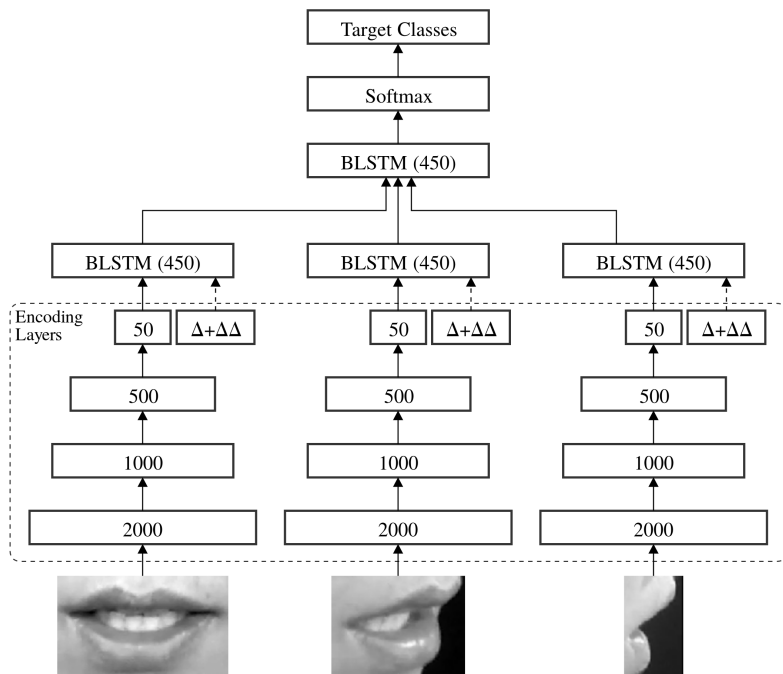 Target Classes
Softmax
BLSTM (450)
BLSTM (450) BLSTM (450) BLSTM (450)
Encoding
Layers
50 Δ+ΔΔ 50 Δ+ΔΔ 50 Δ+ΔΔ
500 500 500
1000 1000 1000
2000 2000 2000